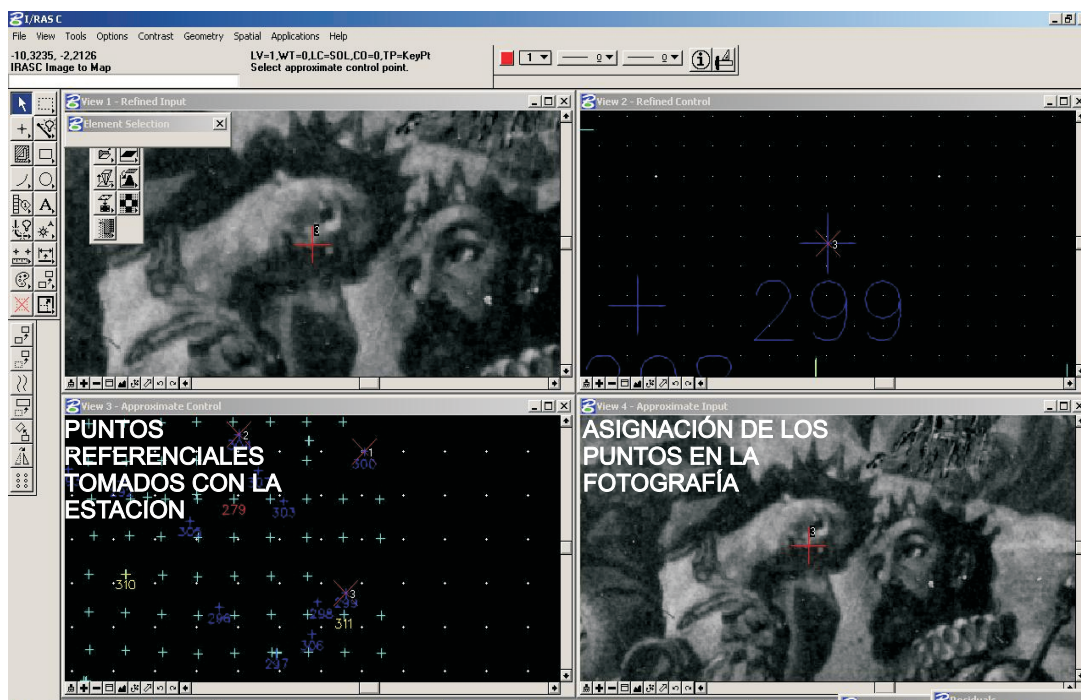 I/RAS C
File View Tools Options Contrast Geometry Spatial Applications Help
-10,3235, -2,2126
IRASC Image to Map
LV=1,WT=0,LC=SOL,CO=0,TP=KeyPt
Select approximate control point.
1 0 0
View 1 - Refined Input
Element Selection
3
View 2 - Refined Control
3
299
View 3 - Approximate Control
PUNTOS
REFERENCIALES
TOMADOS CON LA
ESTACION
2
1
300
279
303
310
3
299
298
296
311
306
297
View 4 - Approximate Input
ASIGNACIÓN DE LOS
PUNTOS EN LA
FOTOGRAFÍA
3
Residuals